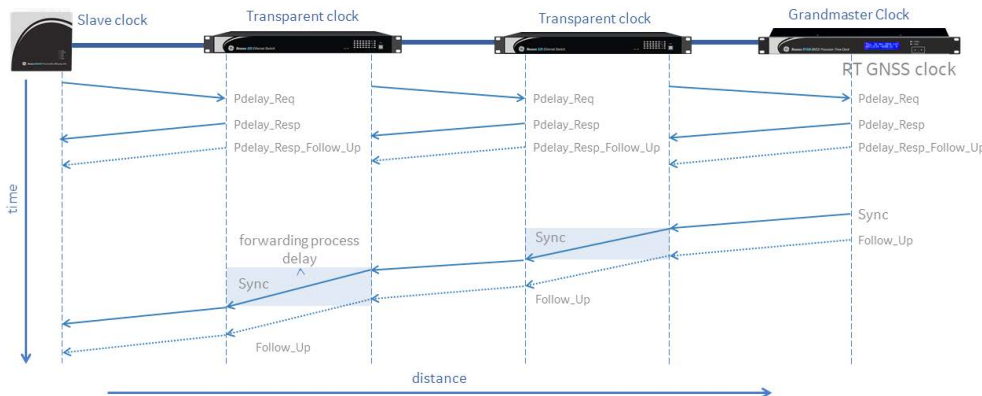 Slave clock
Transparent clock
Transparent clock
Grandmaster Clock
RT GNSS clock
Pdelay_Req
Pdelay_Req
Pdelay_Req
Pdelay_Resp
Pdelay_Resp
Pdelay_Resp
Pdelay_Resp_Follow_Up
Pdelay_Resp_Follow_Up
Pdelay_Resp_Follow_Up
time
Sync
Sync
Follow_Up
forwarding process
delay
Sync
Follow_Up
Follow_Up
distance